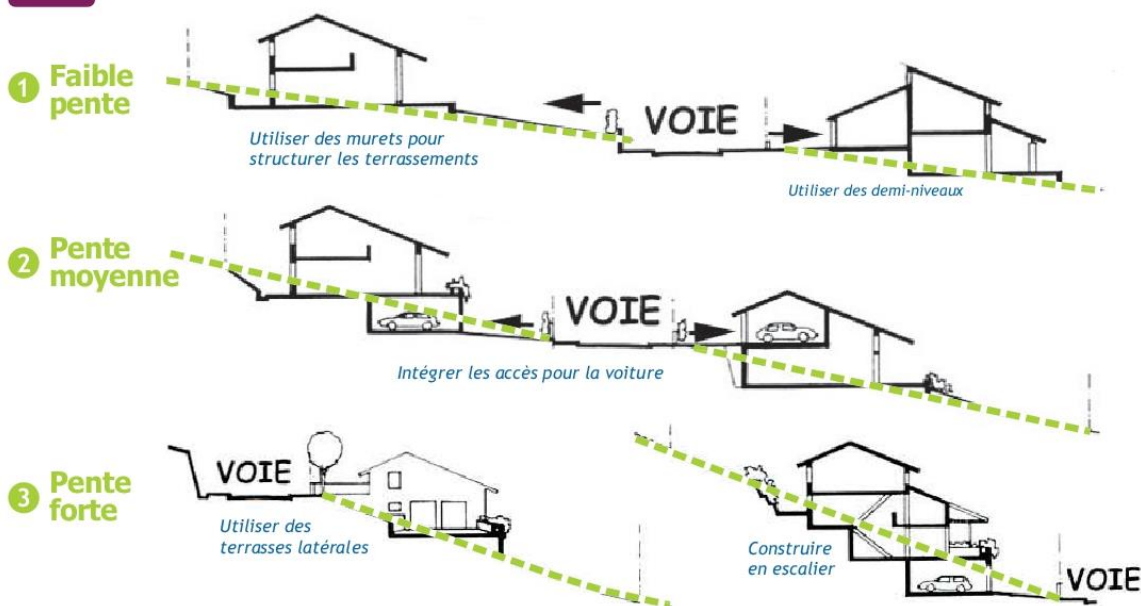 1 Faible
pente
VOIE
Utiliser des murets pour
structurer les terrassements
Utiliser des demi-niveaux
2 Pente
moyenne
VOIE
Intégrer les accès pour la voiture
3 Pente
forte
VOIE
Utiliser des
terrasses latérales
Construire
en escalier
VOIE